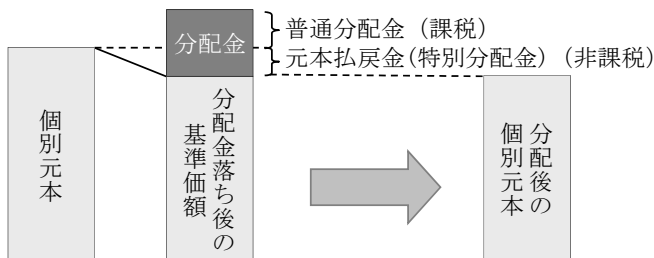 分配金
普通分配金（課税）
元本払戻金(特別分配金)（非課税）
個別元本
分配金落ち後の
基準価額
分配後の
個別元本